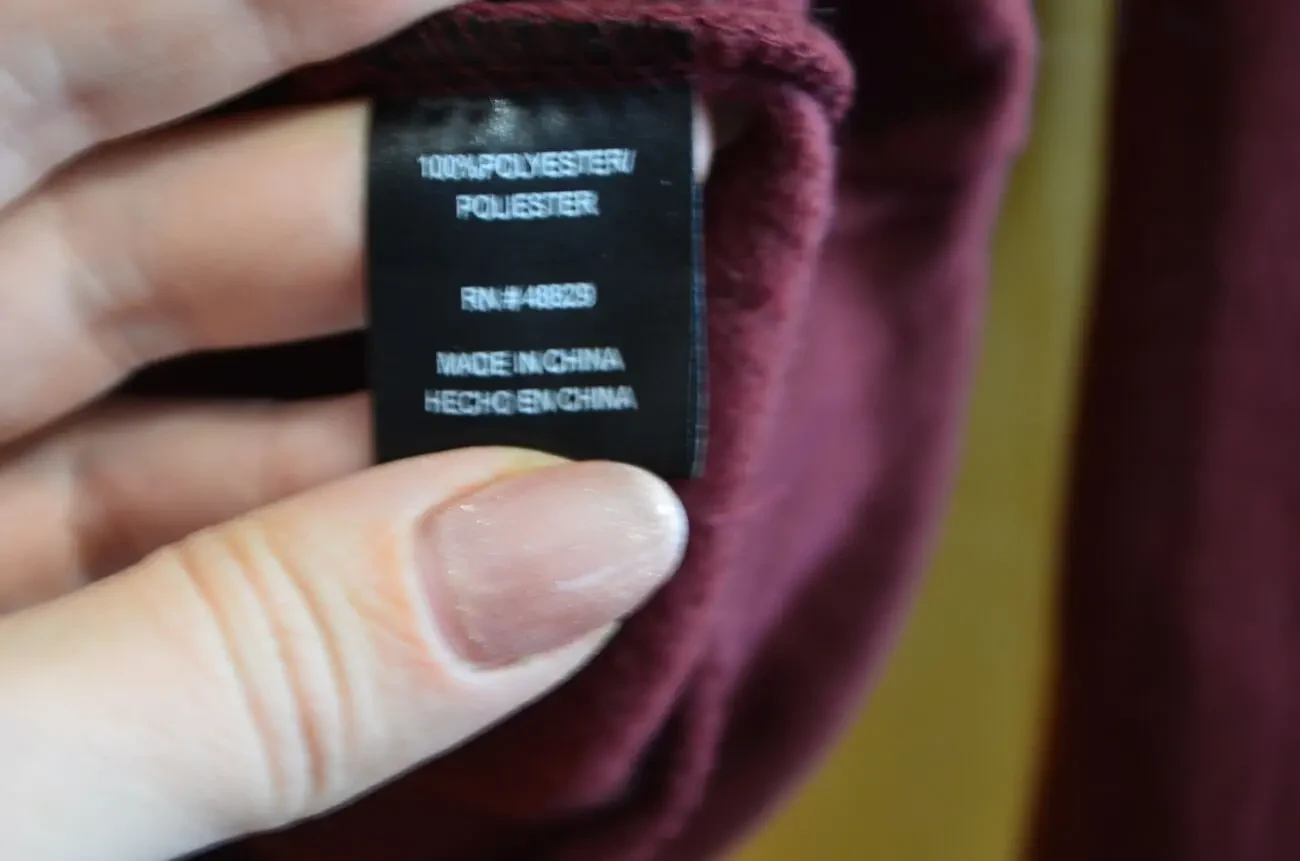 100%POLYESTER/
POLIESTER
RN#48829
MADE IN CHINA
HECHO EN CHINA